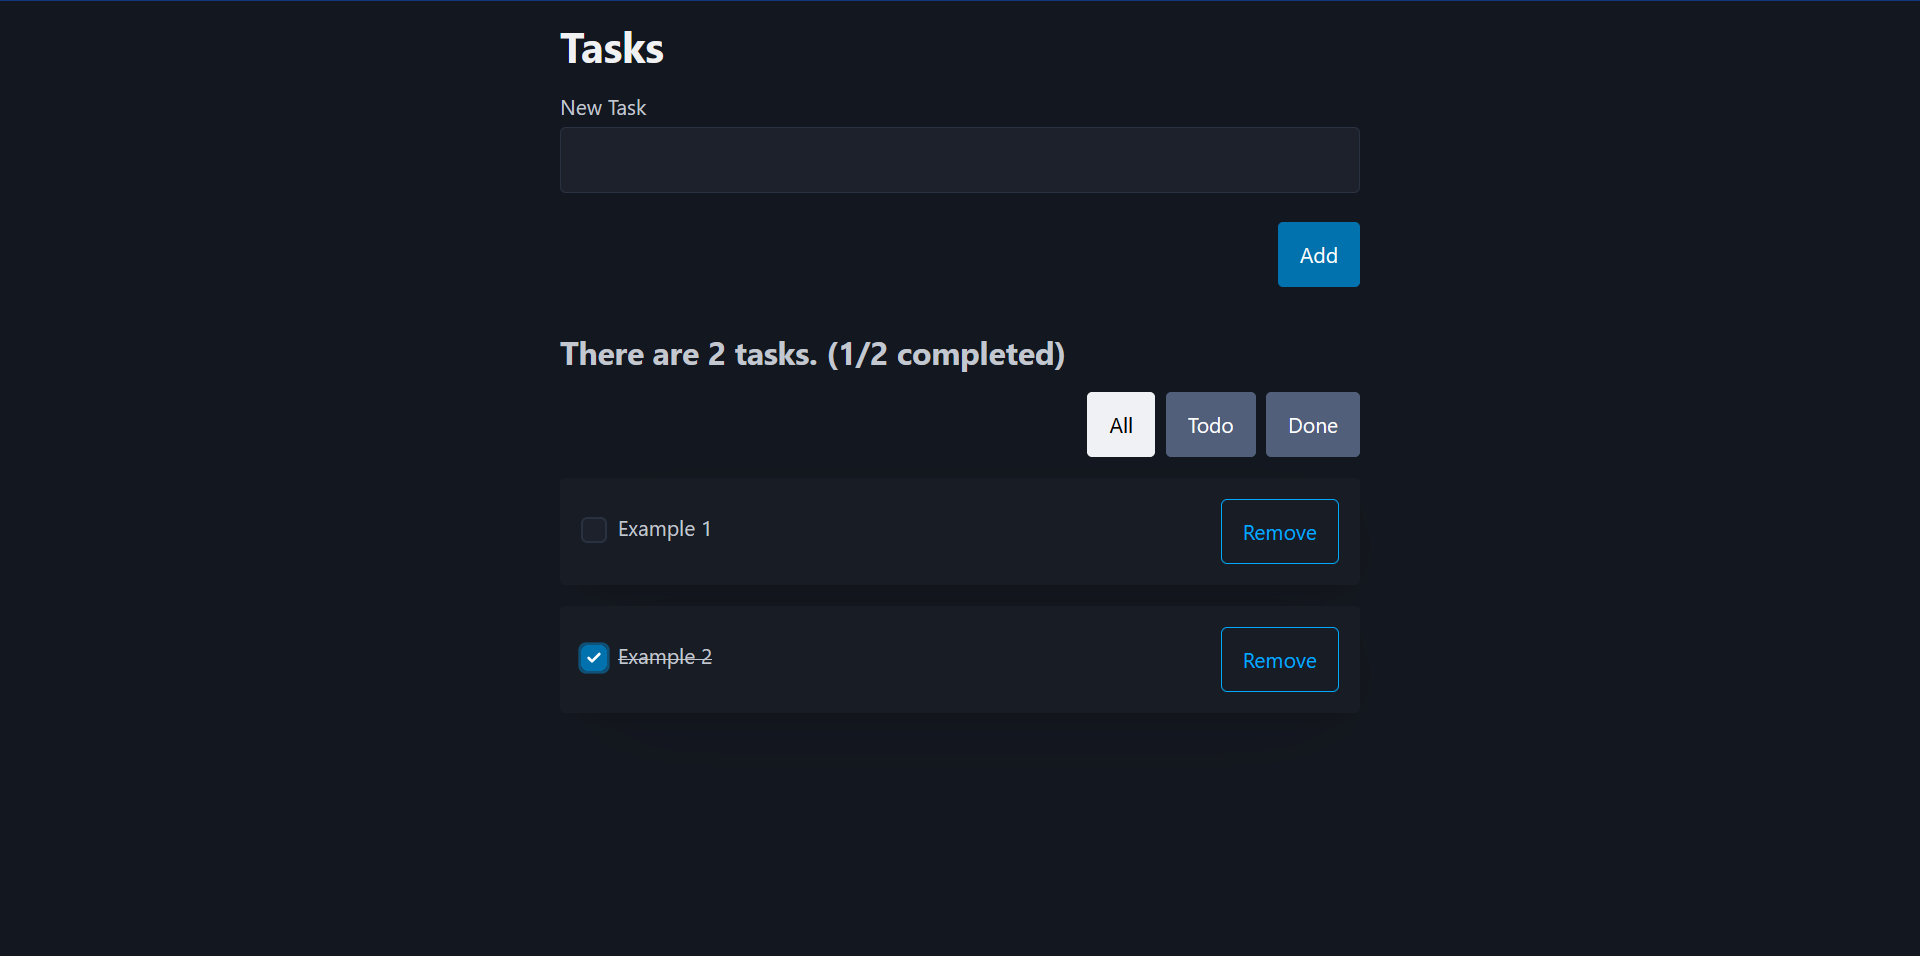 Tasks
New Task
Add
There are 2 tasks. (1/2 completed)
All Todo Done
Example 1 Remove
Example 2 Remove